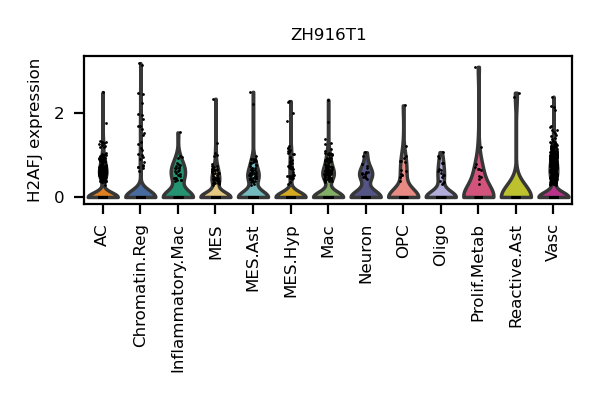 ZH916T1
H2AFJ expression
2
0
AC
Chromatin.Reg
Inflammatory.Mac
MES
MES.Ast
MES.Hyp
Mac
Neuron
OPC
Oligo
Prolif.Metab
Reactive.Ast
Vasc